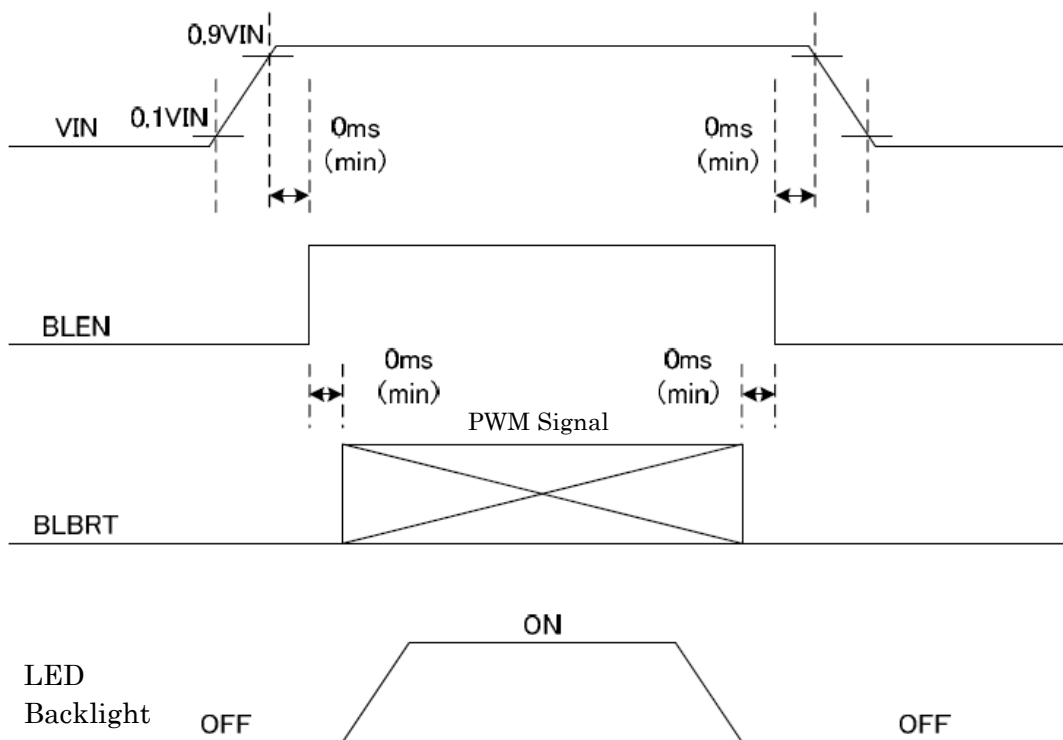 0.9VIN
0.1VIN
VIN
0ms
(min)
0ms
(min)
BLEN
0ms
(min)
0ms
(min)
PWM Signal
BLBRT
ON
LED
Backlight
OFF
OFF